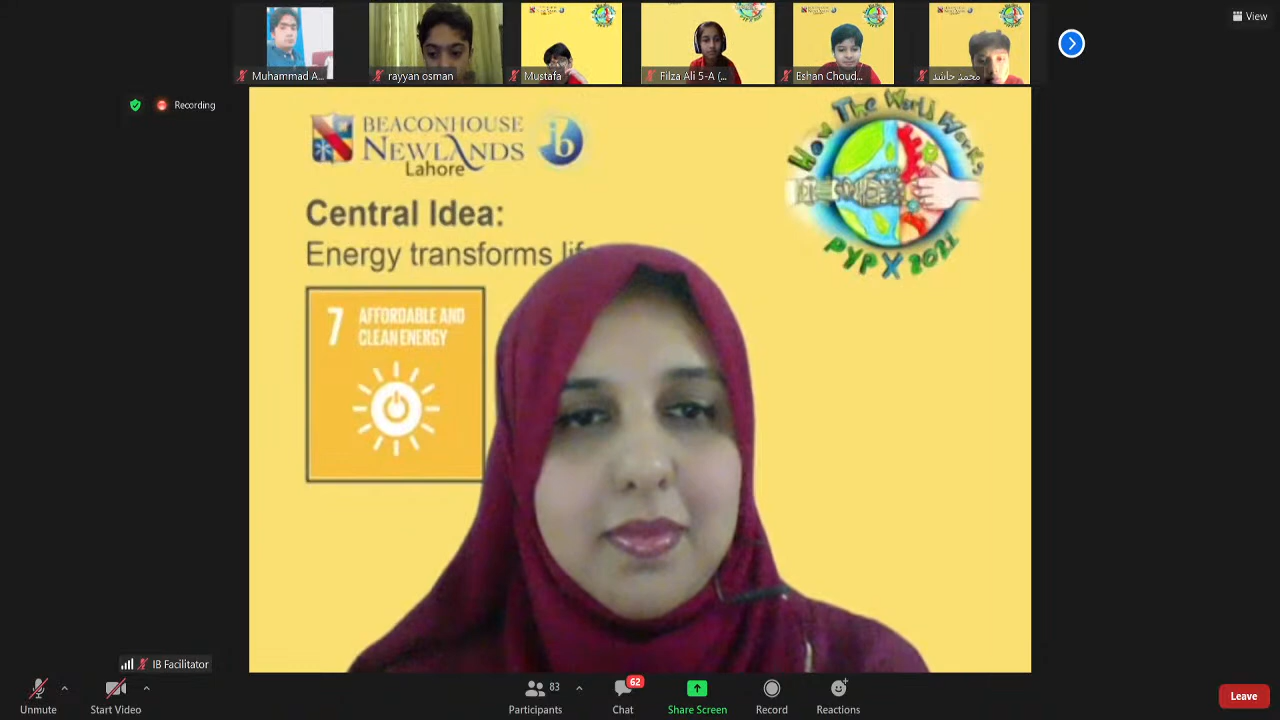 View
Muhammad A...
rayyan osman
Mustafa
Filza Ali 5-A (...
Eshan Choud...
محمد حاشد
Recording
BEACONHOUSE
NEWLANDS
Lahore
ib
How The World Works
PYPX 2021
Central Idea:
Energy transforms life
7 AFFORDABLE AND
CLEAN ENERGY
IB Facilitator
83
62
Unmute
Start Video
Participants
Chat
Share Screen
Record
Reactions
Leave